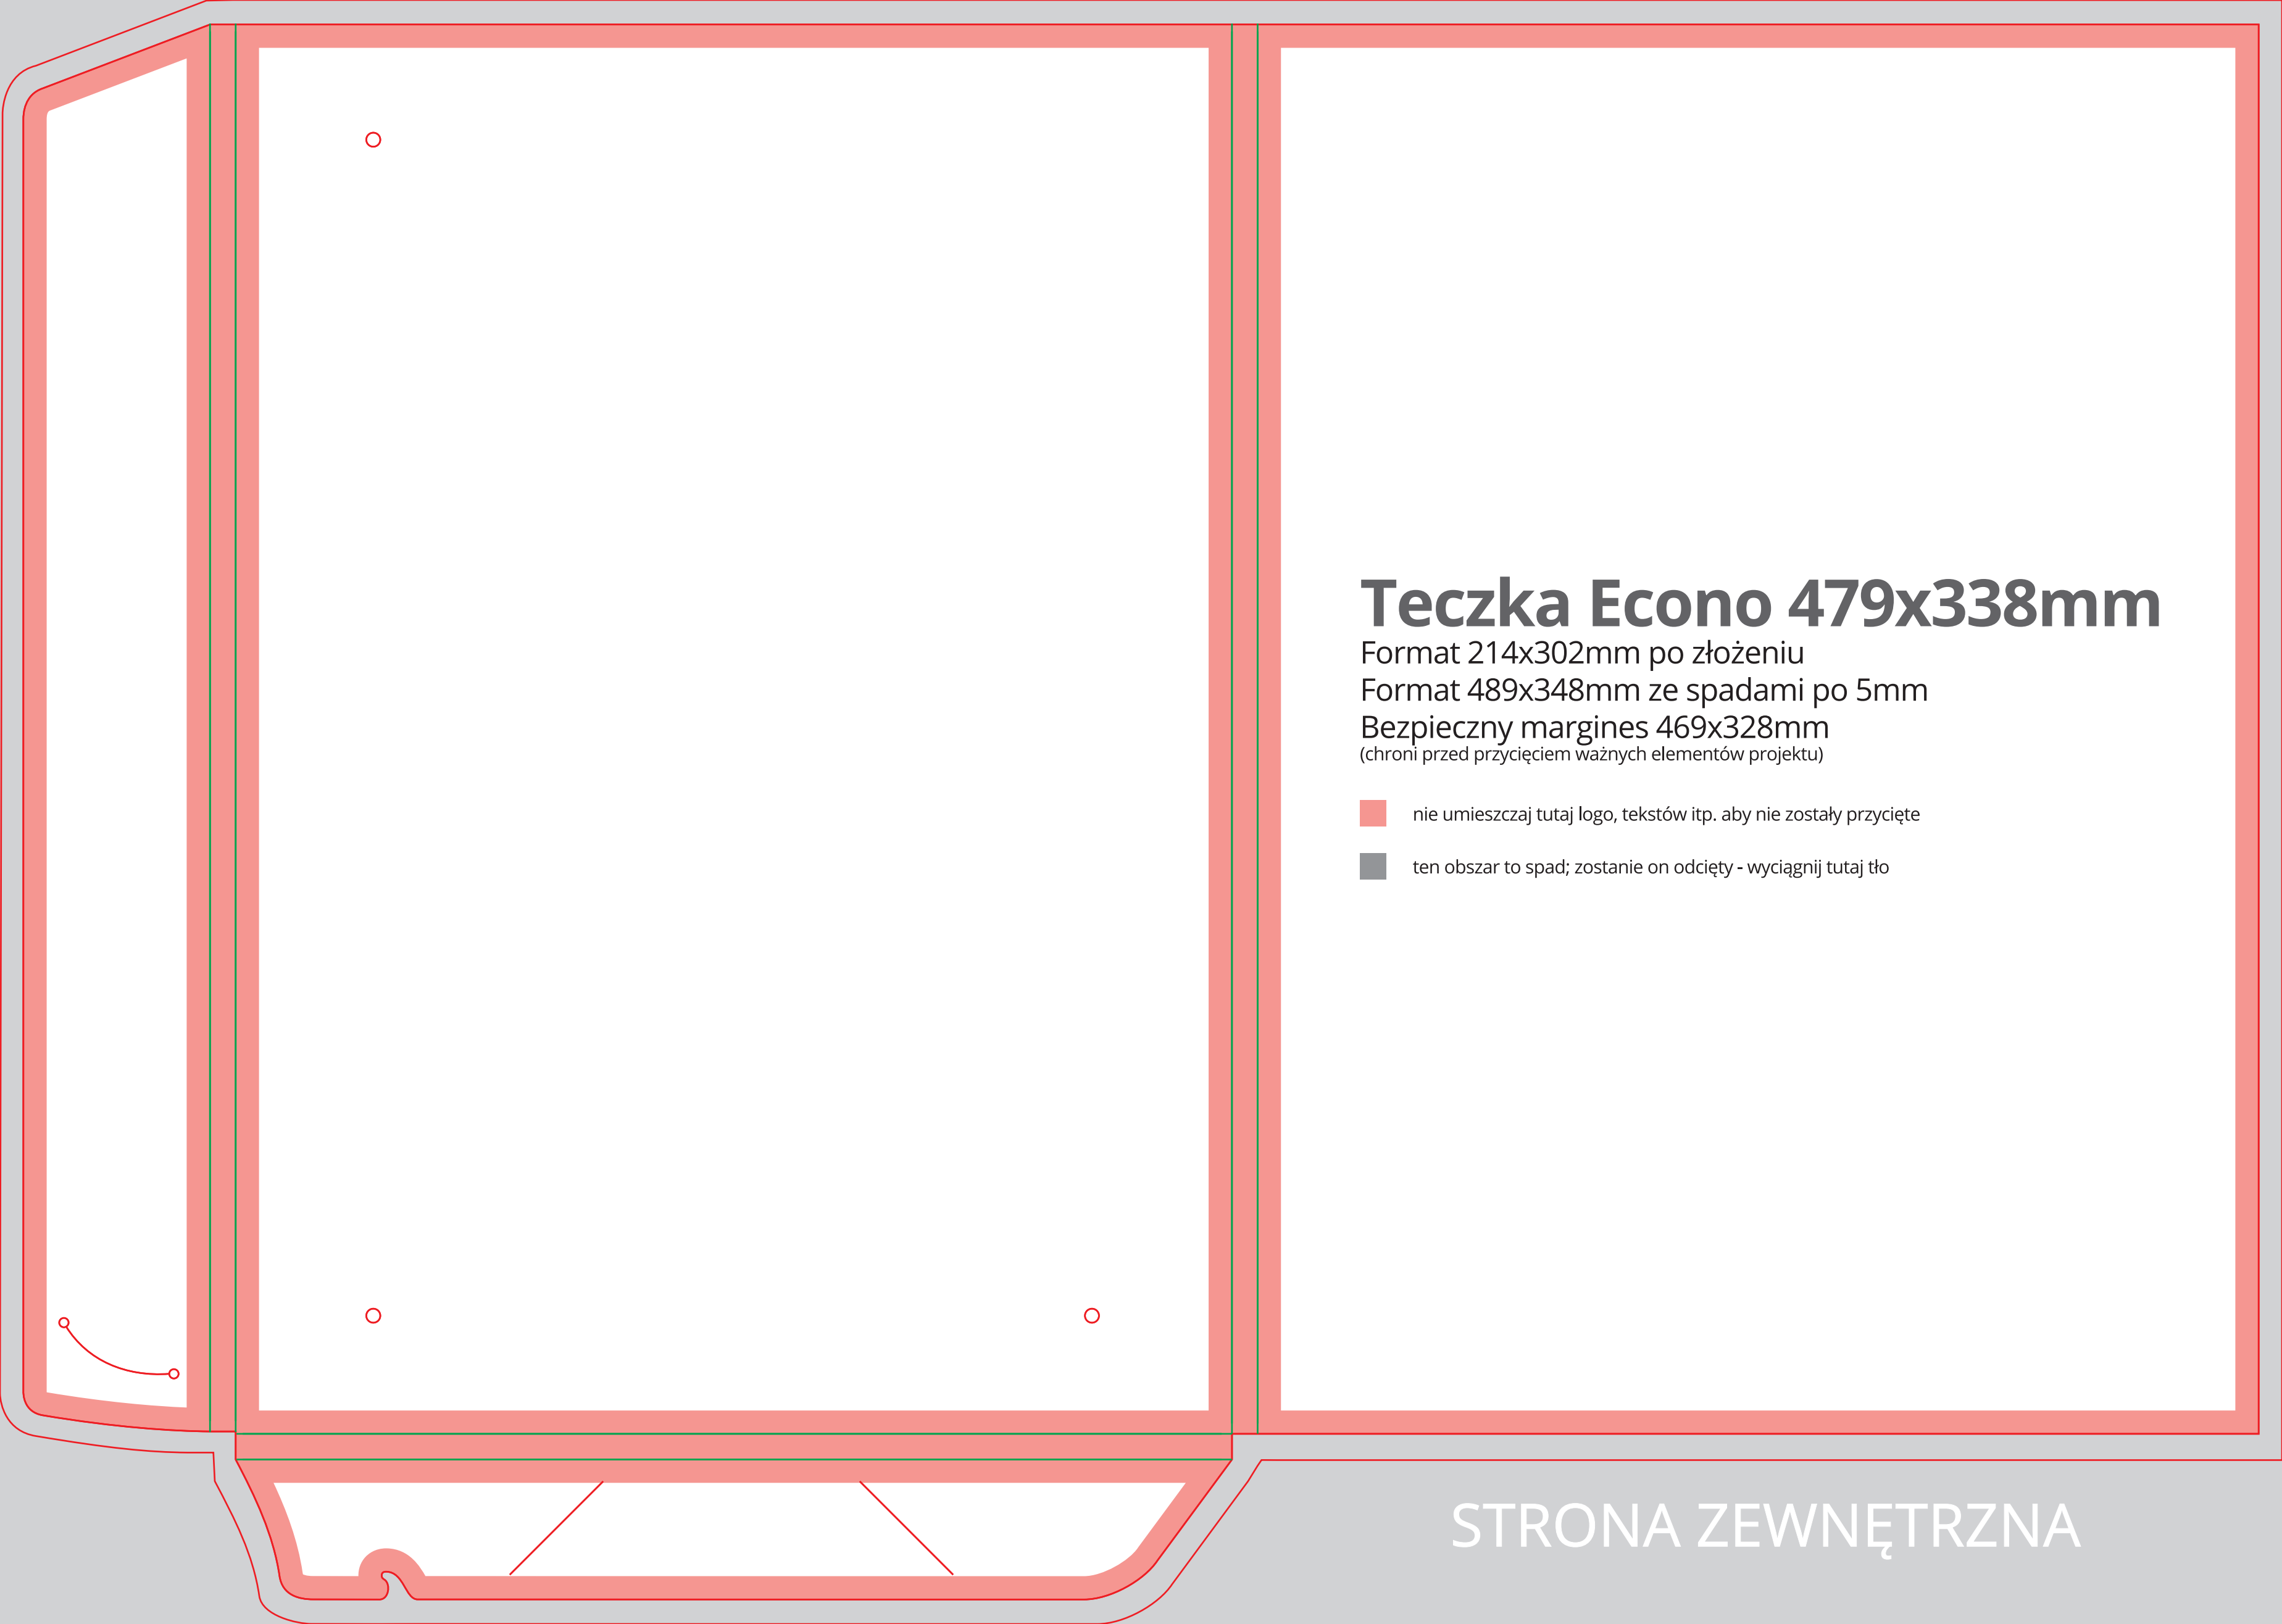 Teczka Econo 479x338mm
Format 214x302mm po złożeniu
Format 489x348mm ze spadami po 5mm
Bezpieczny margines 469x328mm
(chroni przed przycięciem ważnych elementów projektu)
nie umieszczaj tutaj logo, tekstów itp. aby nie zostały przycięte
ten obszar to spad; zostanie on odcięty - wyciągnij tutaj tło
STRONA ZEWNĘTRZNA